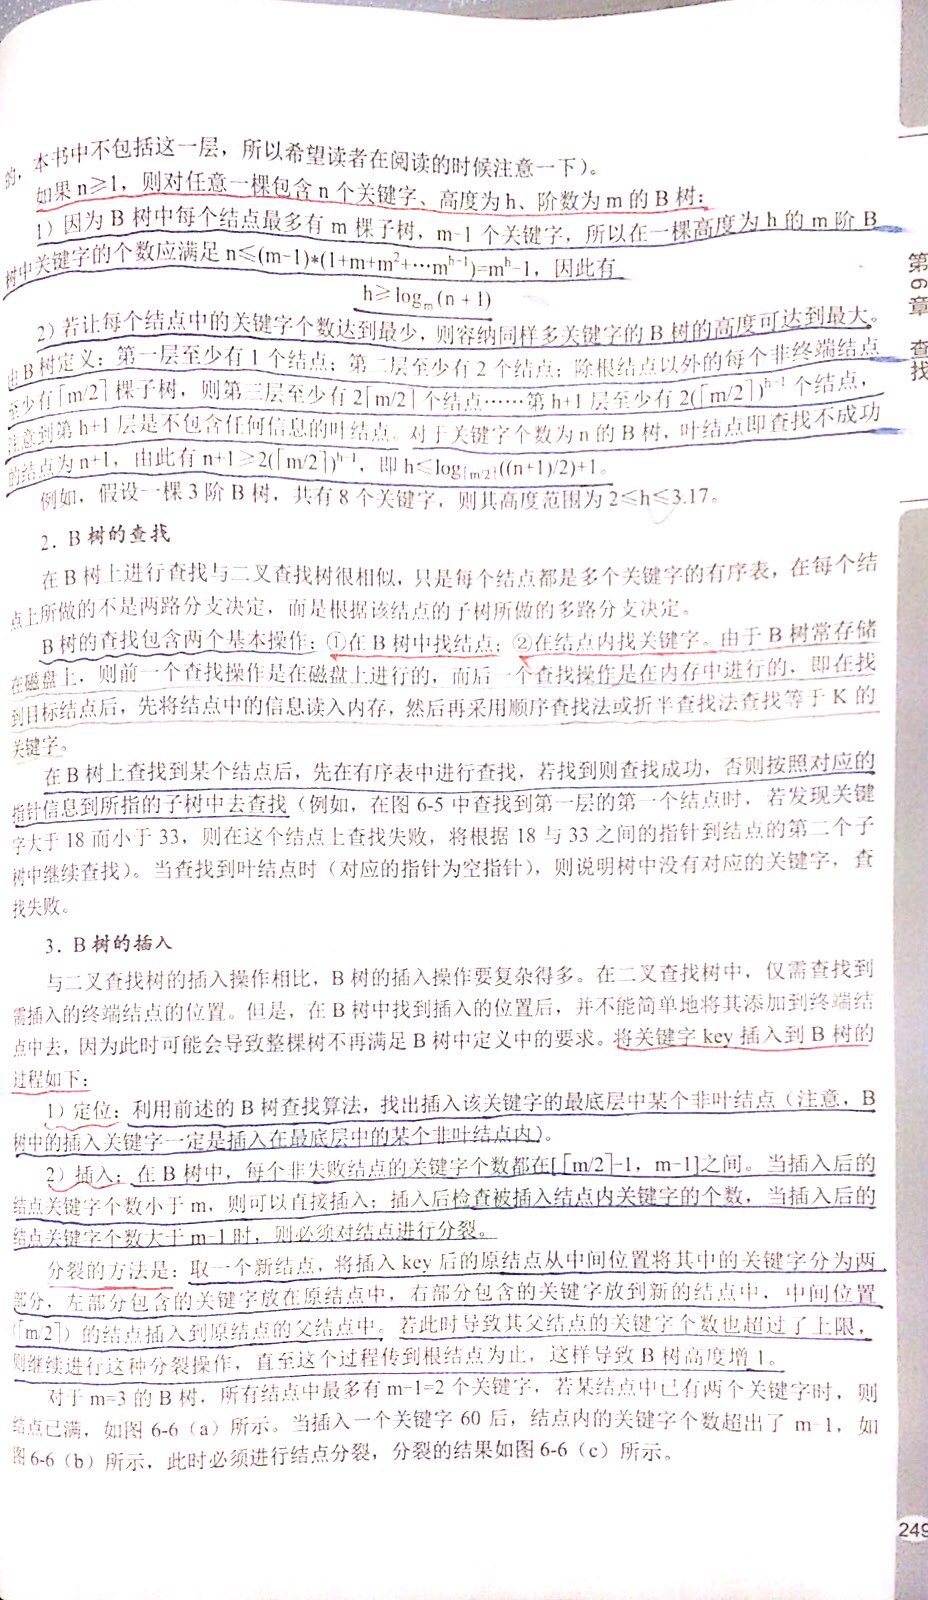 的，本书中不包括这一层，所以希望读者在阅读的时候注意一下）。
如果 n≥1，则对任意一棵包含 n 个关键字、高度为 h、阶数为 m 的 B 树：
1）因为 B 树中每个结点最多有 m 棵子树，m-1 个关键字，所以在一棵高度为 h 的 m 阶 B
树中关键字的个数应满足 n≤(m-1)*(1+m+m²+…m^{h-1})=m^h-1，因此有
h≥log_m (n+1)
2）若让每个结点中的关键字个数达到最少，则容纳同样多关键字的 B 树的高度可达到最大。
由 B 树定义：第一层至少有 1 个结点；第二层至少有 2 个结点；除根结点以外的每个非终端结点
至少有⌈m/2⌉棵子树，则第三层至少有 2⌈m/2⌉个结点……第 h+1 层至少有 2(⌈m/2⌉)^{h-1} 个结点，
注意到第 h+1 层是不包含任何信息的叶结点。对于关键字个数为 n 的 B 树，叶结点即查找不成功
的结点为 n+1，由此有 n+1≥2(⌈m/2⌉)^{h-1}，即 h≤log_{⌈m/2⌉}((n+1)/2)+1。
例如，假设一棵 3 阶 B 树，共有 8 个关键字，则其高度范围为 2≤h≤3.17。
2．B 树的查找
在 B 树上进行查找与二叉查找树很相似，只是每个结点都是多个关键字的有序表，在每个结
点上所做的不是两路分支决定，而是根据该结点的子树所做的多路分支决定。
B 树的查找包含两个基本操作：①在 B 树中找结点；②在结点内找关键字。由于 B 树常存储
在磁盘上，则前一个查找操作是在磁盘上进行的，而后一个查找操作是在内存中进行的，即在找
到目标结点后，先将结点中的信息读入内存，然后再采用顺序查找法或折半查找法查找等于 K 的
关键字。
在 B 树上查找到某个结点后，先在有序表中进行查找，若找到则查找成功，否则按照对应的
指针信息到所指的子树中去查找（例如，在图 6-5 中查找到第一层的第一个结点时，若发现关键
字大于 18 而小于 33，则在这个结点上查找失败，将根据 18 与 33 之间的指针到结点的第二个子
树中继续查找）。当查找到叶结点时（对应的指针为空指针），则说明树中没有对应的关键字，查
找失败。
3．B 树的插入
与二叉查找树的插入操作相比，B 树的插入操作要复杂得多。在二叉查找树中，仅需查找到
需插入的终端结点的位置。但是，在 B 树中找到插入的位置后，并不能简单地将其添加到终端结
点中去，因为此时可能会导致整棵树不再满足 B 树中定义中的要求。将关键字 key 插入到 B 树的
过程如下：
1）定位：利用前述的 B 树查找算法，找出插入该关键字的最底层中某个非叶结点（注意，B
树中的插入关键字一定是插入在最底层中的某个非叶结点内）。
2）插入：在 B 树中，每个非失败结点的关键字个数都在[⌈m/2⌉-1，m-1]之间。当插入后的
结点关键字个数小于 m，则可以直接插入；插入后检查被插入结点内关键字的个数，当插入后的
结点关键字个数大于 m-1 时，则必须对结点进行分裂。
分裂的方法是：取一个新结点，将插入 key 后的原结点从中间位置将其中的关键字分为两
部分，左部分包含的关键字放在原结点中，右部分包含的关键字放到新的结点中，中间位置
（⌈m/2⌉）的结点插入到原结点的父结点中。若此时导致其父结点的关键字个数也超过了上限，
则继续进行这种分裂操作，直至这个过程传到根结点为止，这样导致 B 树高度增 1。
对于 m=3 的 B 树，所有结点中最多有 m-1=2 个关键字，若某结点中已有两个关键字时，则
结点已满，如图 6-6（a）所示。当插入一个关键字 60 后，结点内的关键字个数超出了 m-1，如
图 6-6（b）所示，此时必须进行结点分裂，分裂的结果如图 6-6（c）所示。
第6章 查找
249